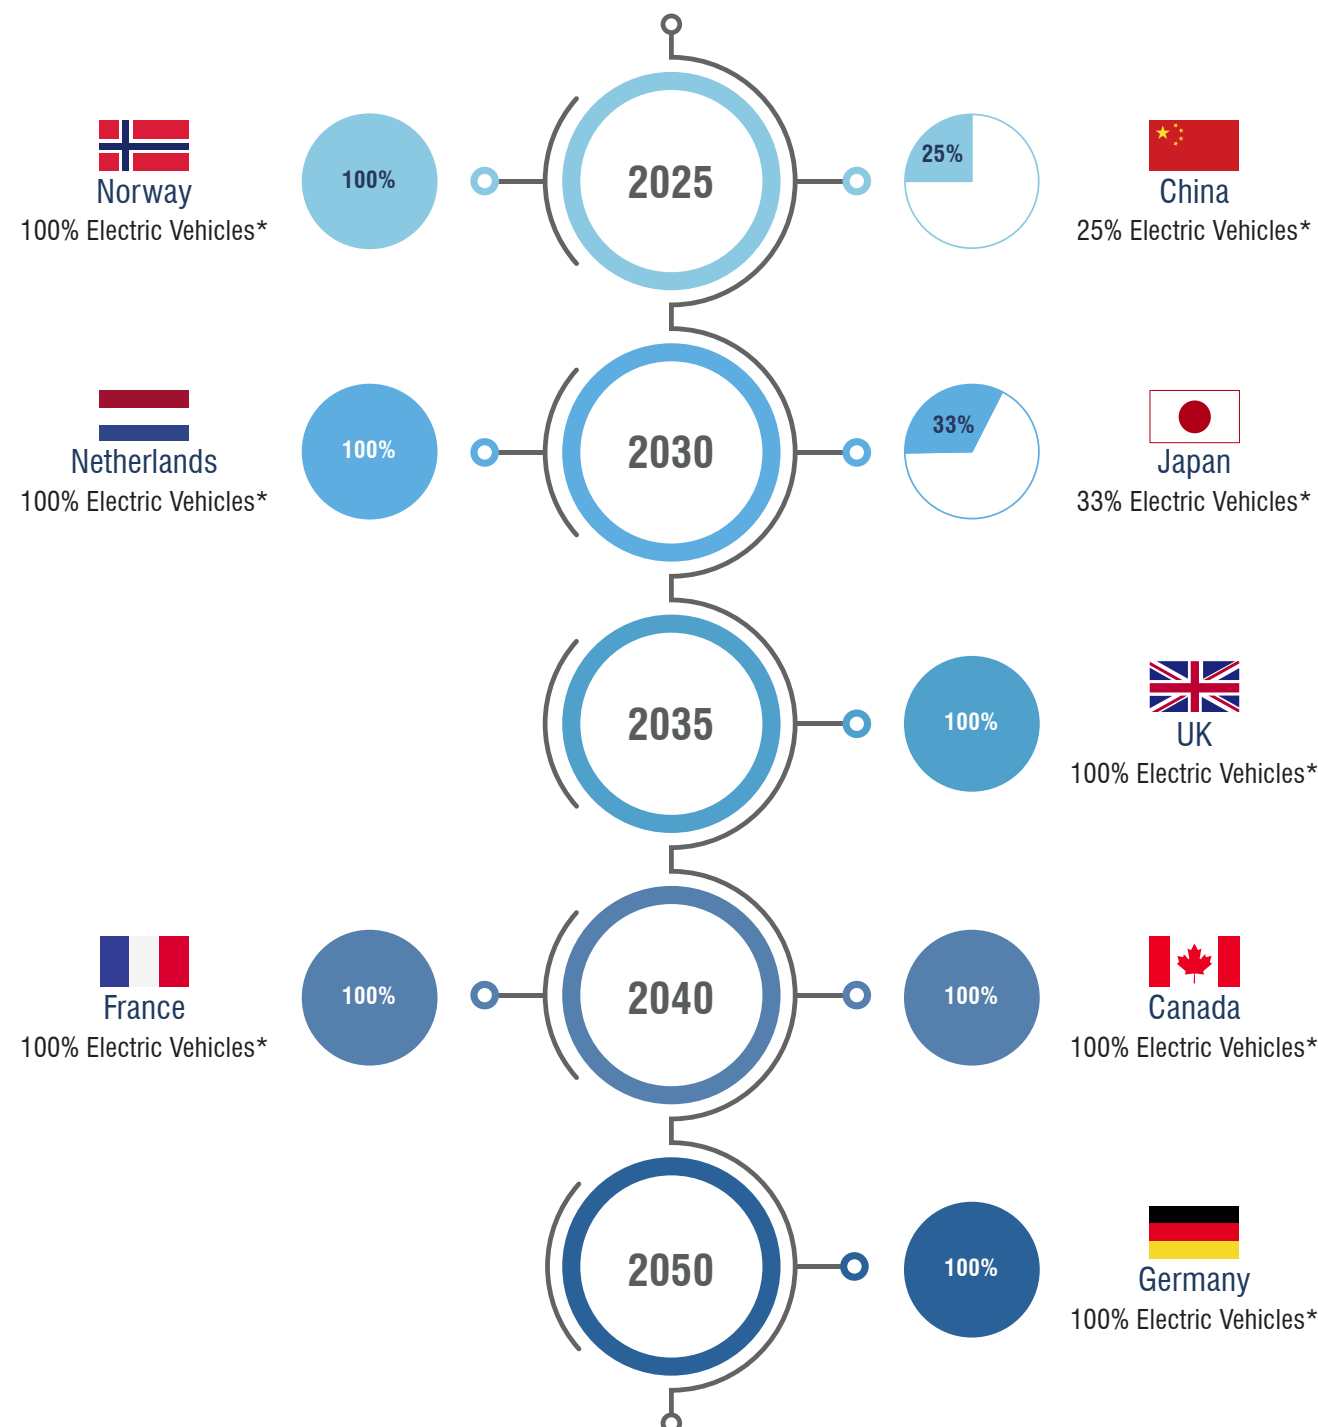 2025
100%
Norway
100% Electric Vehicles*
25%
China
25% Electric Vehicles*
2030
100%
Netherlands
100% Electric Vehicles*
33%
Japan
33% Electric Vehicles*
2035
100%
UK
100% Electric Vehicles*
2040
100%
France
100% Electric Vehicles*
100%
Canada
100% Electric Vehicles*
2050
100%
Germany
100% Electric Vehicles*